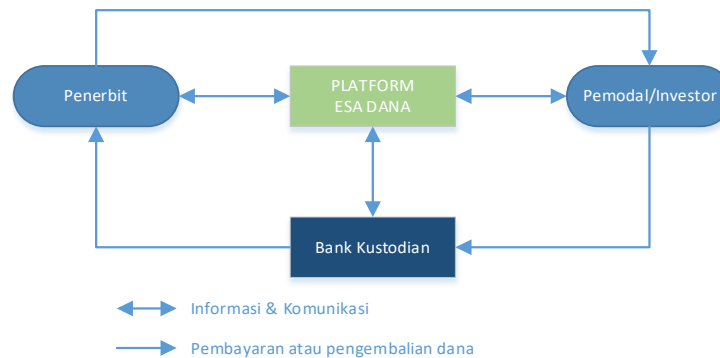 Penerbit
PLATFORM
ESA DANA
Pemodal/Investor
Bank Kustodian
Informasi & Komunikasi
Pembayaran atau pengembalian dana